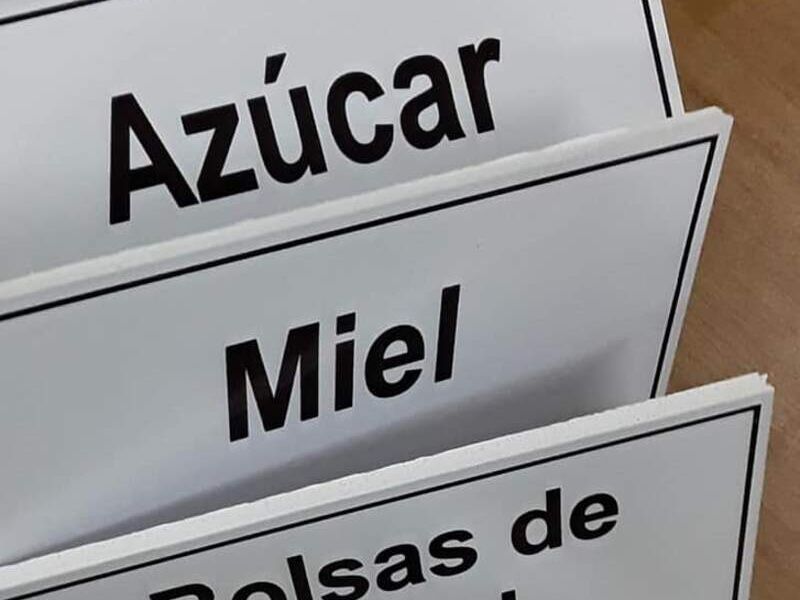 Azúcar
Miel
Bolsas de